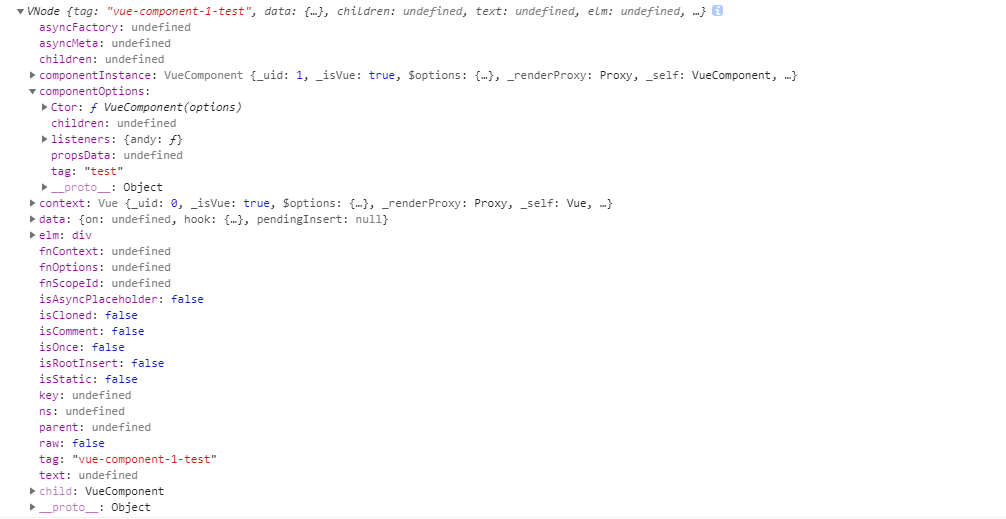 VNode {tag: "vue-component-1-test", data: {…}, children: undefined, text: undefined, elm: undefined, …} i
asyncFactory: undefined
asyncMeta: undefined
children: undefined
componentInstance: VueComponent {_uid: 1, _isVue: true, $options: {…}, _renderProxy: Proxy, _self: VueComponent, …}
componentOptions:
Ctor: ƒ VueComponent(options)
children: undefined
listeners: {andy: ƒ}
propsData: undefined
tag: "test"
__proto__: Object
context: Vue {_uid: 0, _isVue: true, $options: {…}, _renderProxy: Proxy, _self: Vue, …}
data: {on: undefined, hook: {…}, pendingInsert: null}
elm: div
fnContext: undefined
fnOptions: undefined
fnScopeId: undefined
isAsyncPlaceholder: false
isCloned: false
isComment: false
isOnce: false
isRootInsert: false
isStatic: false
key: undefined
ns: undefined
parent: undefined
raw: false
tag: "vue-component-1-test"
text: undefined
child: VueComponent
__proto__: Object